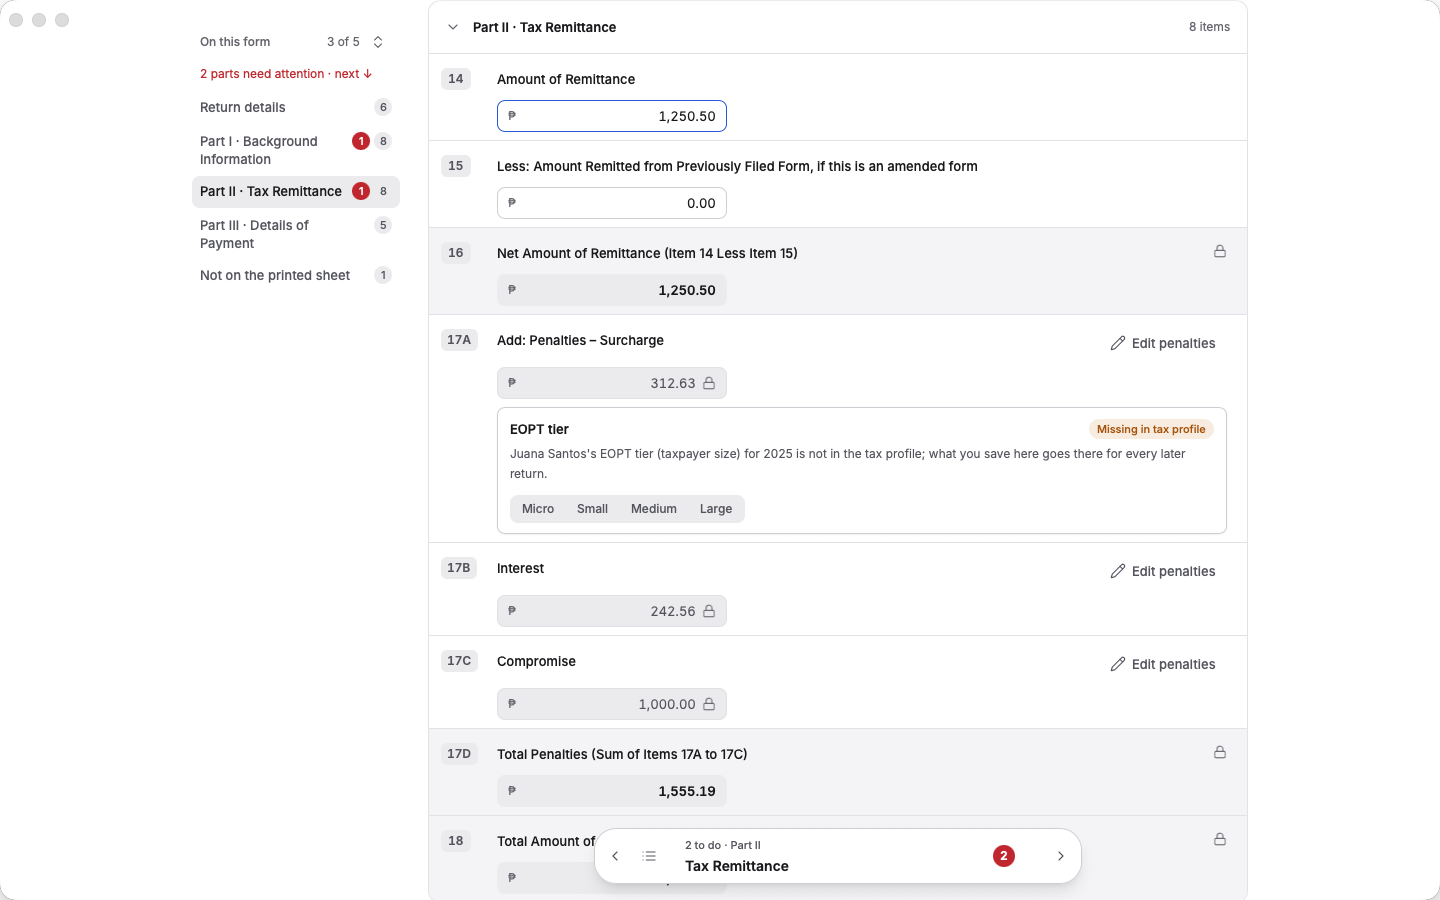 On this form
3 of 5
2 parts need attention · next ↓
Return details
6
Part I · Background Information
1
8
Part II · Tax Remittance
1
8
Part III · Details of Payment
5
Not on the printed sheet
1
Part II · Tax Remittance
8 items
14
Amount of Remittance
₱ 1,250.50
15
Less: Amount Remitted from Previously Filed Form, if this is an amended form
₱ 0.00
16
Net Amount of Remittance (Item 14 Less Item 15)
₱ 1,250.50
17A
Add: Penalties – Surcharge
Edit penalties
₱ 312.63
EOPT tier
Missing in tax profile
Juana Santos's EOPT tier (taxpayer size) for 2025 is not in the tax profile; what you save here goes there for every later
return.
Micro
Small
Medium
Large
17B
Interest
Edit penalties
₱ 242.56
17C
Compromise
Edit penalties
₱ 1,000.00
17D
Total Penalties (Sum of Items 17A to 17C)
₱ 1,555.19
18
Total Amount of
₱
2 to do · Part II
Tax Remittance
2